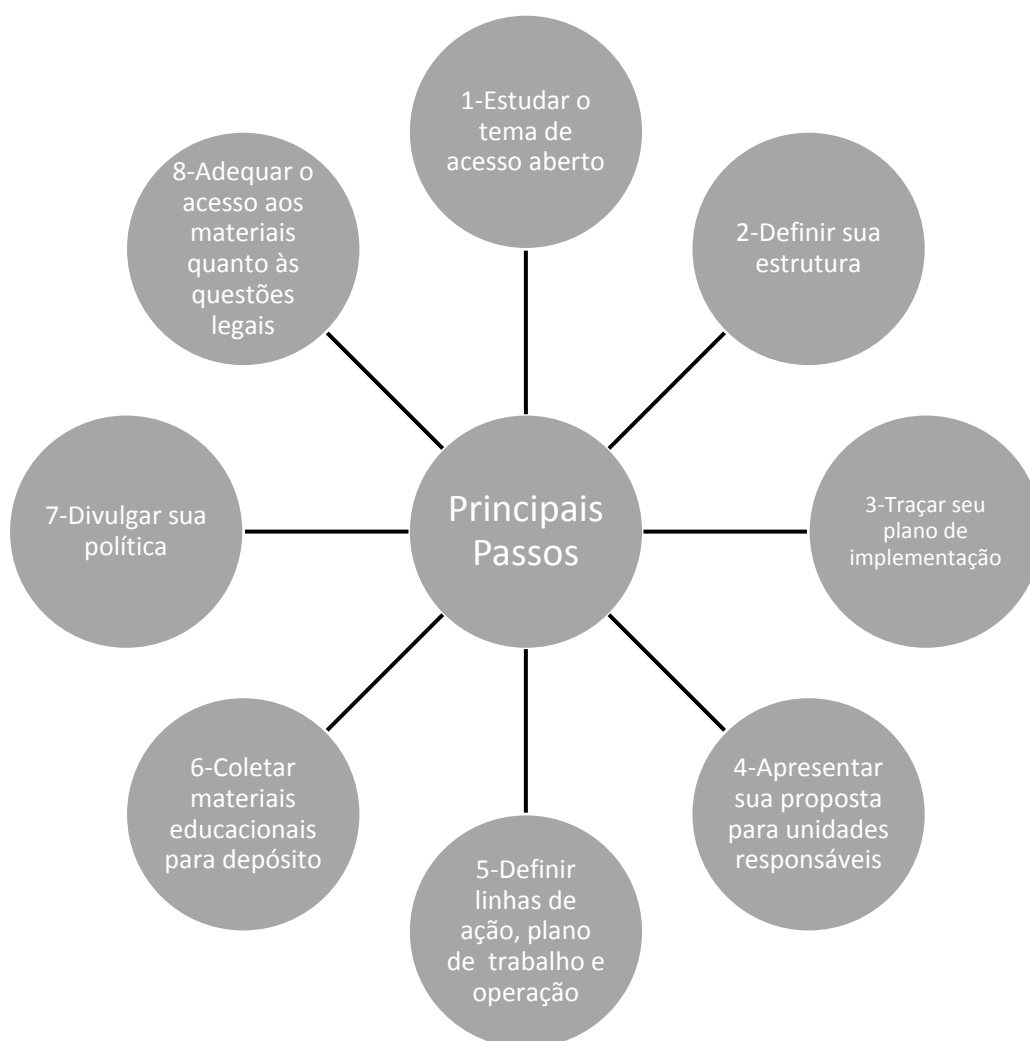 1-Estudar o
tema de
acesso aberto
2-Definir sua
estrutura
3-Traçar seu
plano de
implementação
4-Apresentar
sua proposta
para unidades
responsáveis
5-Definir
linhas de
ação, plano
de  trabalho e
operação
6-Coletar
materiais
educacionais
para depósito
7-Divulgar sua
política
8-Adequar o
acesso aos
materiais
quanto às
questões
legais
Principais
Passos